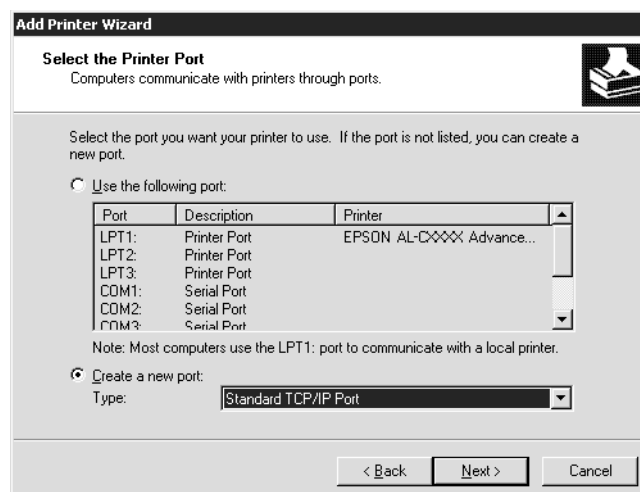 Add Printer Wizard
Select the Printer Port
Computers communicate with printers through ports.
Select the port you want your printer to use. If the port is not listed, you can create a
new port.
Use the following port:
Port Description Printer
LPT1: Printer Port EPSON AL-CXXXX Advance...
LPT2: Printer Port
LPT3: Printer Port
COM1: Serial Port
COM2: Serial Port
COM3: Serial Port
Note: Most computers use the LPT1: port to communicate with a local printer.
Create a new port:
Type: Standard TCP/IP Port
< Back Next > Cancel